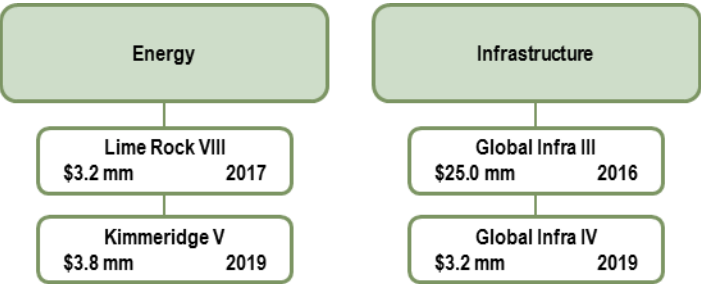 Energy
Infrastructure
Lime Rock VIII
$3.2 mm 2017
Global Infra III
$25.0 mm 2016
Kimmeridge V
$3.8 mm 2019
Global Infra IV
$3.2 mm 2019